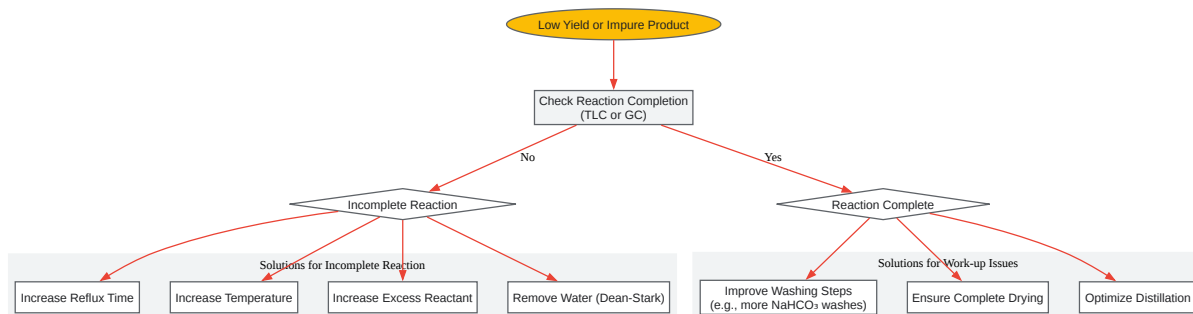 Low Yield or Impure Product
Check Reaction Completion
(TLC or GC)
No
Yes
Incomplete Reaction
Reaction Complete
Solutions for Incomplete Reaction
Solutions for Work-up Issues
Increase Reflux Time
Increase Temperature
Increase Excess Reactant
Remove Water (Dean-Stark)
Improve Washing Steps
(e.g., more NaHCO₃ washes)
Ensure Complete Drying
Optimize Distillation